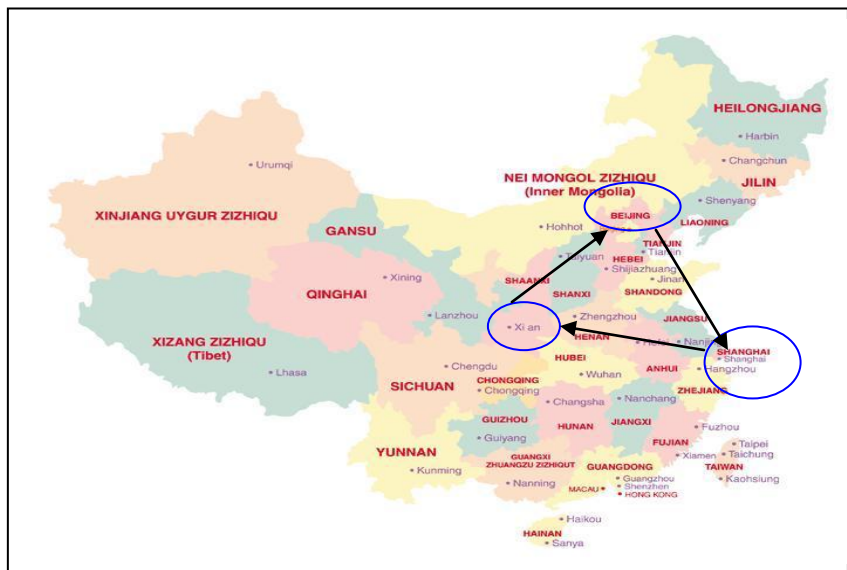 HEILONGJIANG
Harbin
Changchun
JILIN
Urumqi
NEI MONGOL ZIZHIQU
(Inner Mongolia)
Shenyang
LIAONING
XINJIANG UYGUR ZIZHIQU
BEIJING
Hohhot
GANSU
TIANJIN
Tianjin
Taiyuan
HEBEI
Shijiazhuang
Jinan
Xining
SHAANXI
QINGHAI
SHANXI
SHANDONG
Lanzhou
Zhengzhou
JIANGSU
Xi an
HENAN
Nanjing
XIZANG ZIZHIQU
(Tibet)
SHANGHAI
Shanghai
HUBEI
ANHUI
Hangzhou
Chengdu
Lhasa
Wuhan
CHONGQING
SICHUAN
Chongqing
ZHEJIANG
Changsha
Nanchang
GUIZHOU
HUNAN
JIANGXI
Fuzhou
Guiyang
FUJIAN
Taipei
YUNNAN
GUANGXI
ZHUANGZU ZIZHIQUT
Xiamen
Taichung
Kunming
GUANGDONG
TAIWAN
Nanning
Guangzhou
Kaohsiung
Shenzhen
MACAU
HONG KONG
Haikou
HAINAN
Sanya